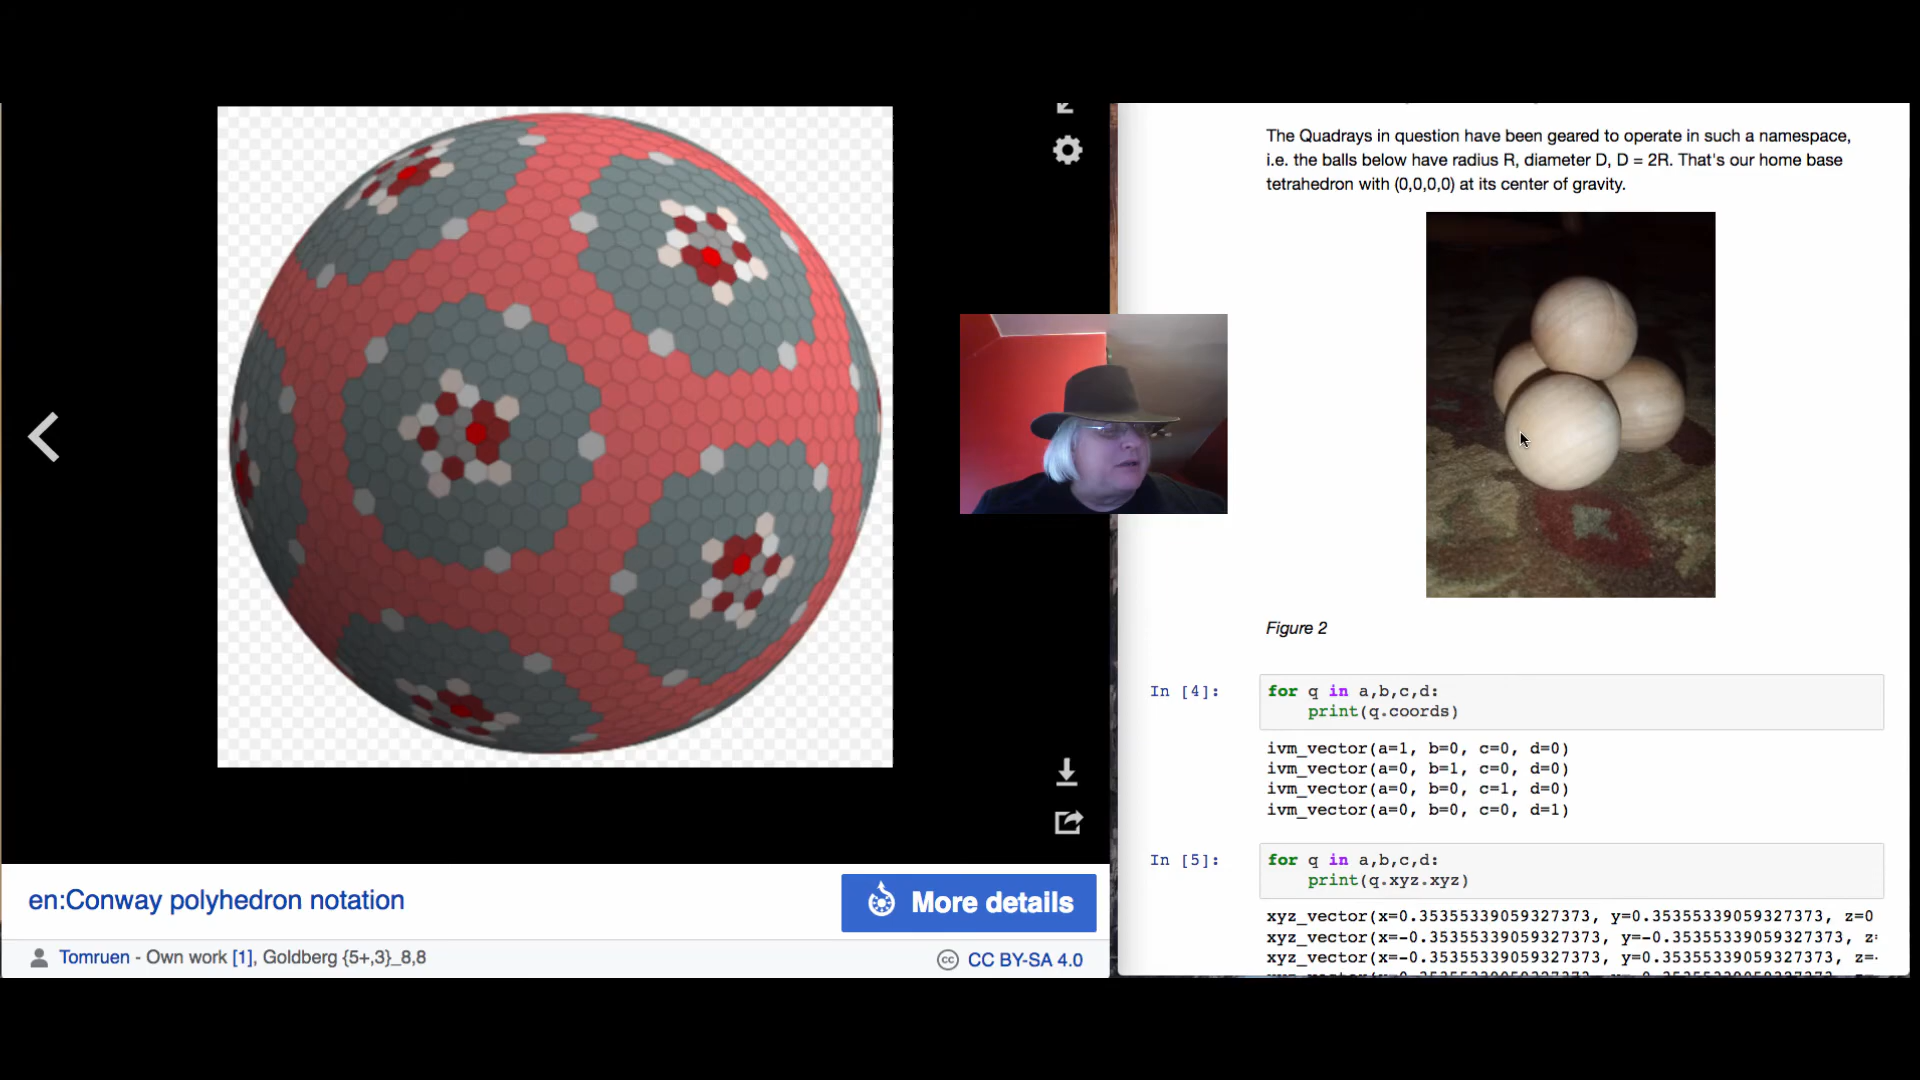 The Quadrays in question have been geared to operate in such a namespace,
i.e. the balls below have radius R, diameter D, D = 2R. That's our home base
tetrahedron with (0,0,0,0) at its center of gravity.
Figure 2
In [4]:
for q in a,b,c,d:
print(q.coords)
ivm_vector(a=1, b=0, c=0, d=0)
ivm_vector(a=0, b=1, c=0, d=0)
ivm_vector(a=0, b=0, c=1, d=0)
ivm_vector(a=0, b=0, c=0, d=1)
In [5]:
for q in a,b,c,d:
print(q.xyz.xyz)
xyz_vector(x=0.35355339059327373, y=0.35355339059327373, z=0
xyz_vector(x=-0.35355339059327373, y=-0.35355339059327373, z=
xyz_vector(x=-0.35355339059327373, y=0.35355339059327373, z=-
en:Conway polyhedron notation
More details
Tomruen - Own work [1], Goldberg {5+,3}_8,8
cc CC BY-SA 4.0